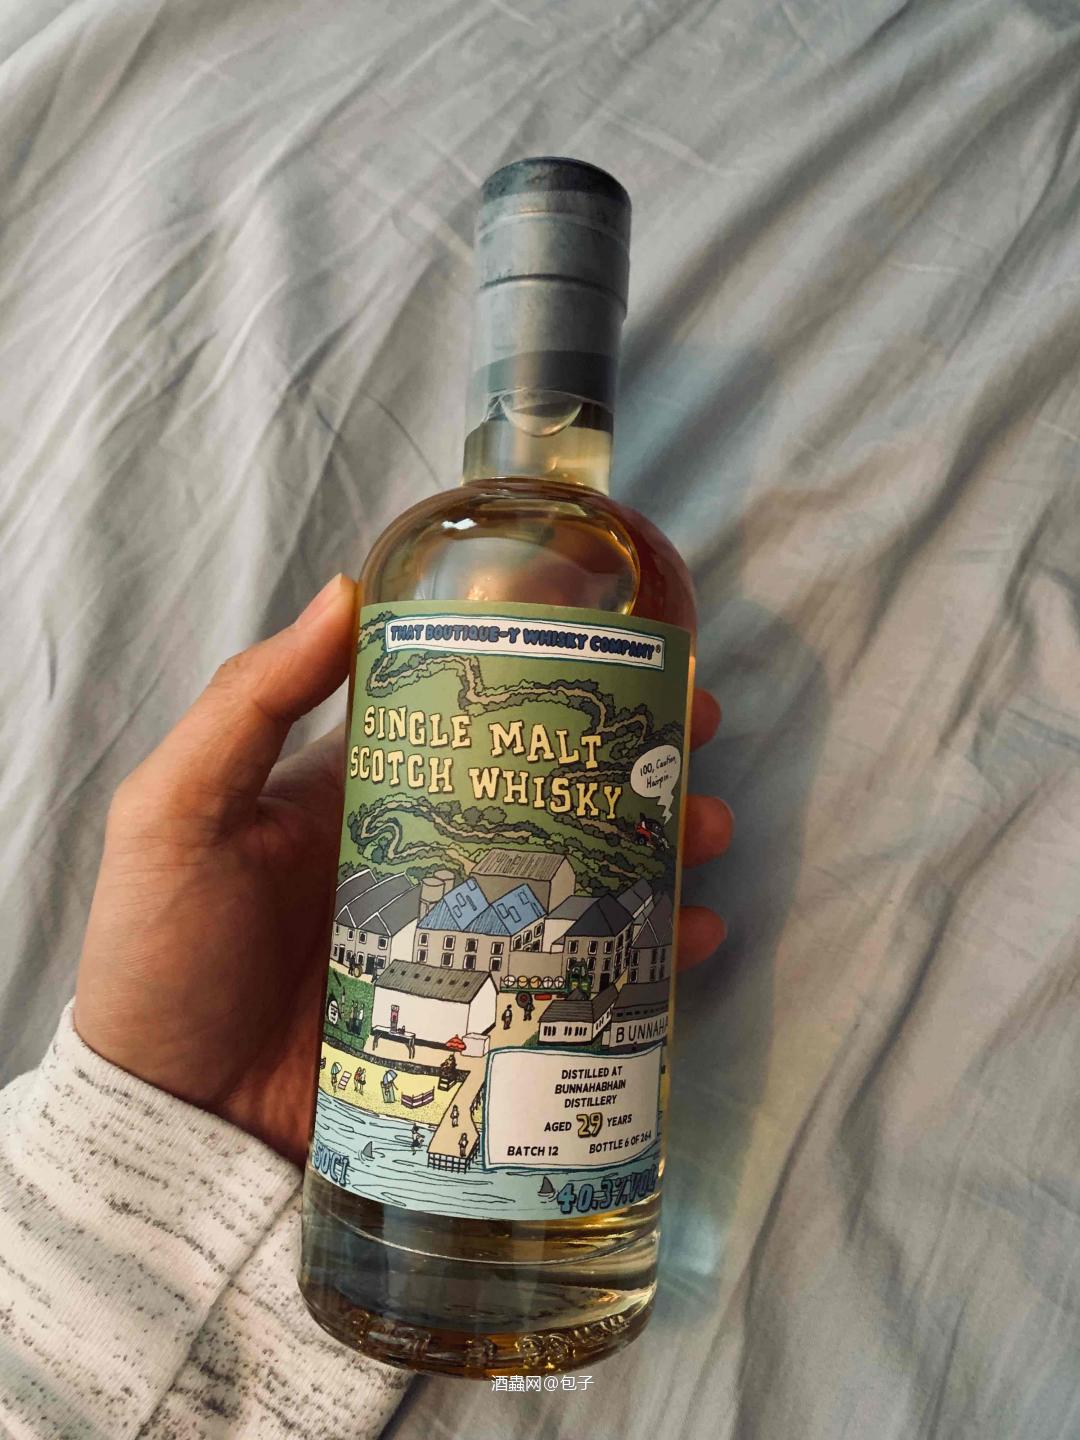 THAT BOUTIQUE-Y WHISKY COMPANY®
SINGLE MALT
SCOTCH WHISKY
100, Caution,
Hairpin...
BUNNAHA
DISTILLED AT
BUNNAHABHAIN
DISTILLERY
AGED 29 YEARS
BATCH 12 BOTTLE 6 OF 264
50Cl
40.3%VOL
酒蟲网@包子